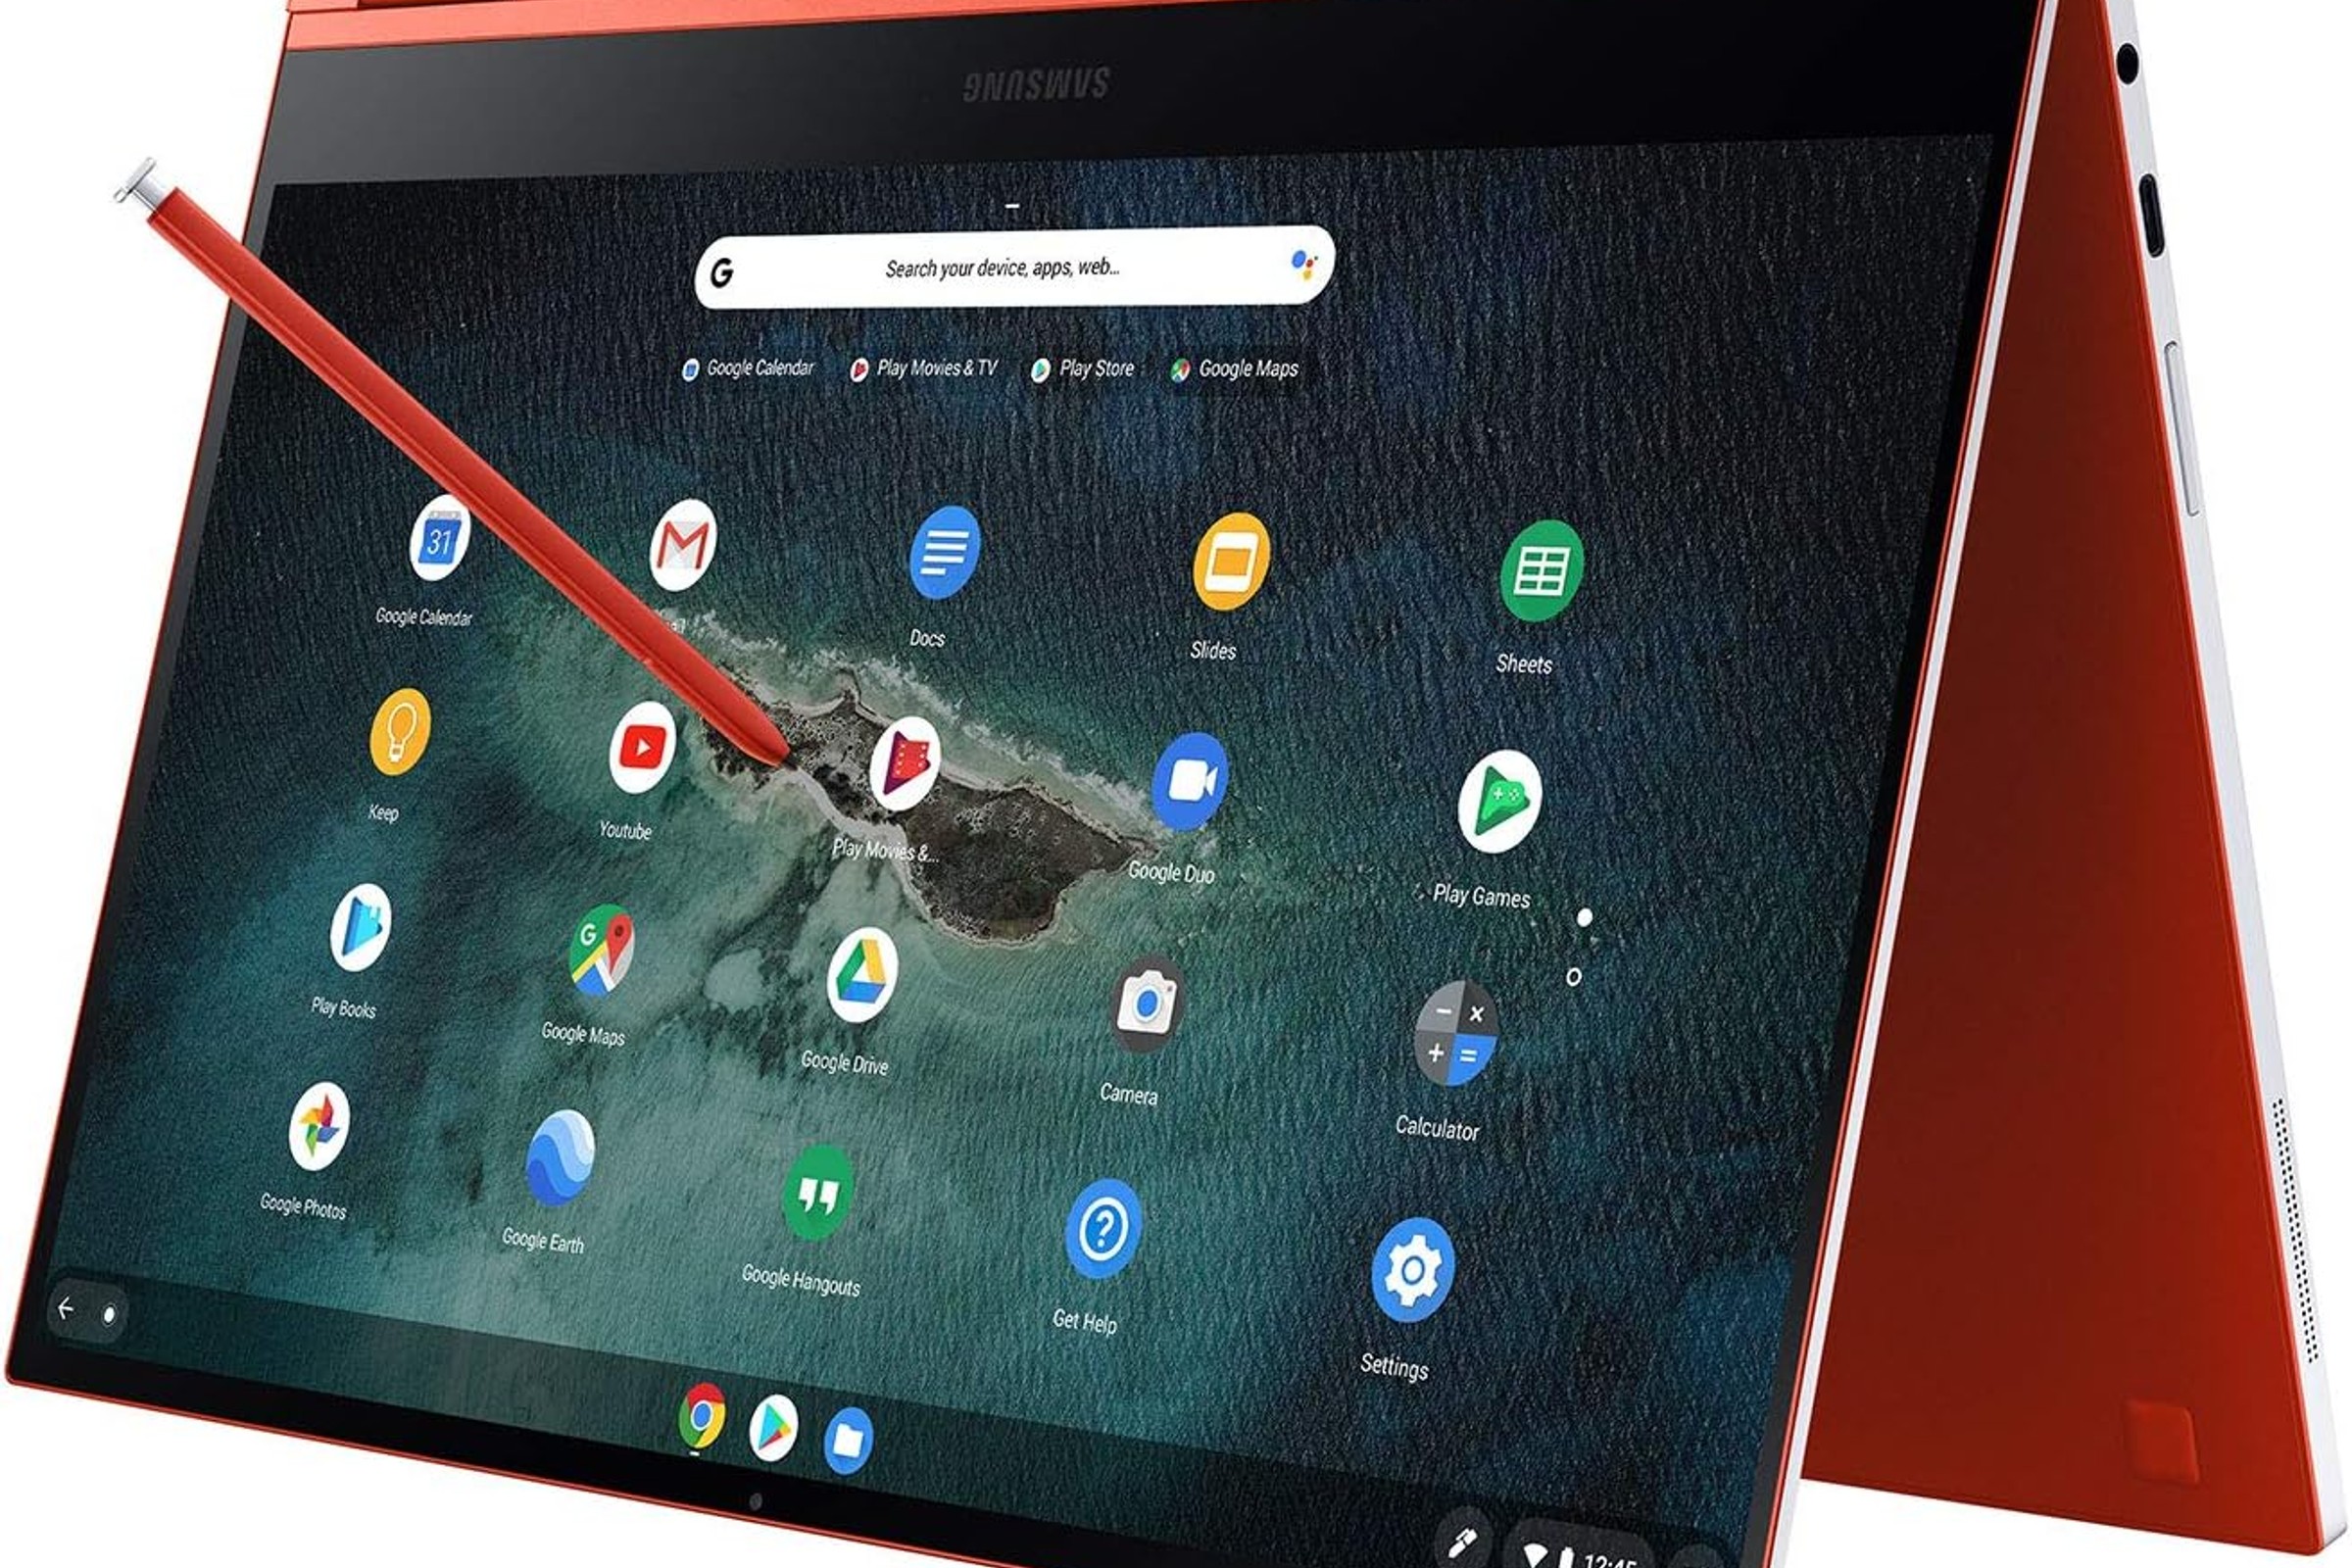 SAMSUNG
G Search your device, apps, web...
Google Calendar Play Movies & TV Play Store Google Maps
31
Google Calendar Docs Slides Sheets
Keep Youtube Play Movies &... Google Duo Play Games
G
Play Books Google Maps Google Drive Camera Calculator
Google Photos Google Earth Google Hangouts Get Help Settings
12:45